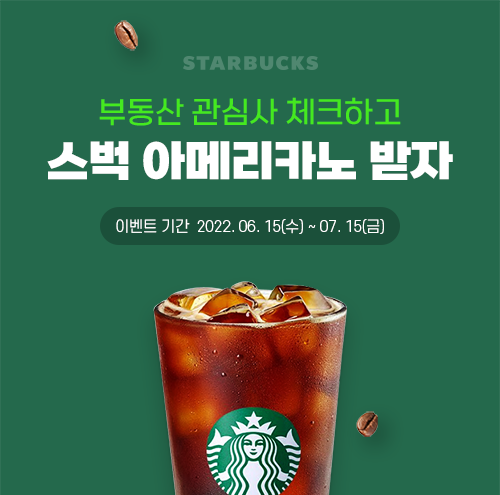 STARBUCKS
부동산 관심사 체크하고
스벅 아메리카노 받자
이벤트 기간 2022. 06. 15(수) ~ 07. 15(금)